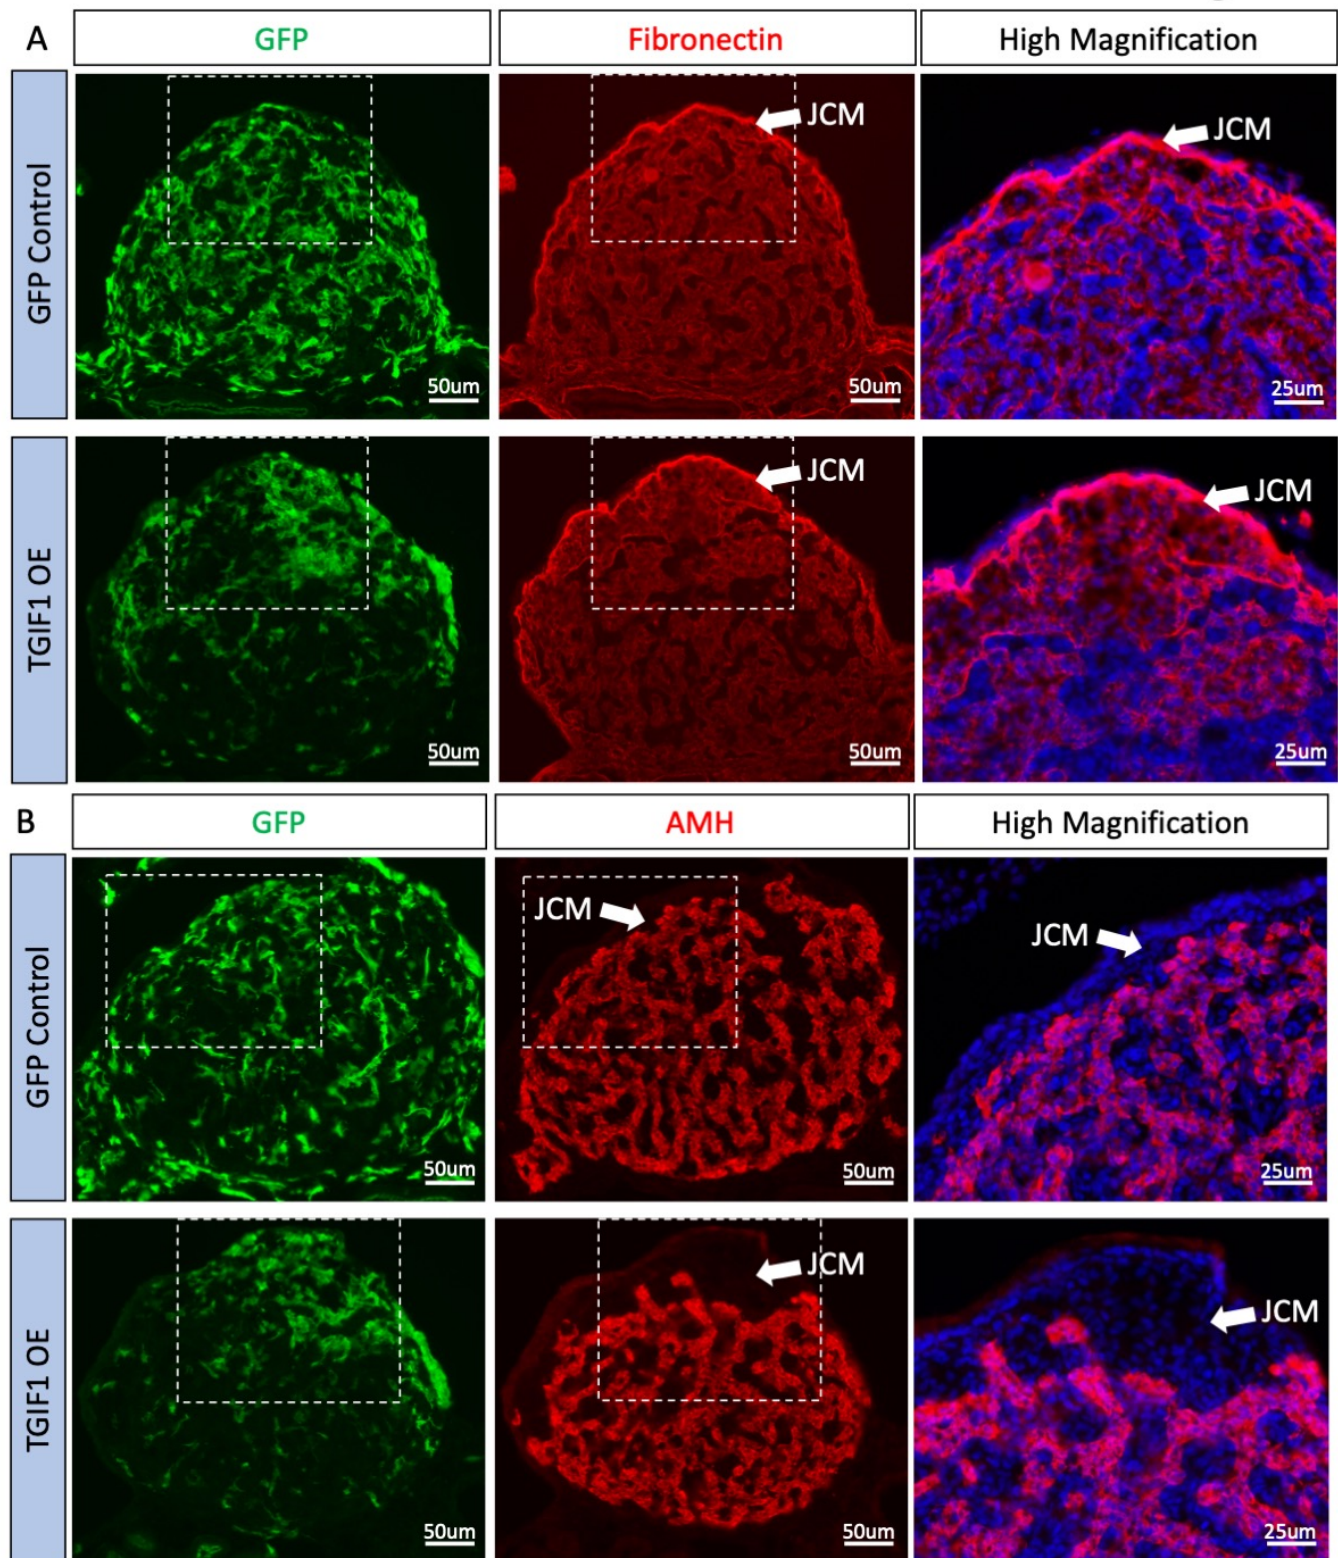 A
GFP
Fibronectin
High Magnification
GFP Control
JCM
JCM
50um
50um
25um
TGIF1 OE
JCM
JCM
50um
50um
25um
B
GFP
AMH
High Magnification
GFP Control
JCM
JCM
50um
50um
25um
TGIF1 OE
JCM
JCM
50um
50um
25um